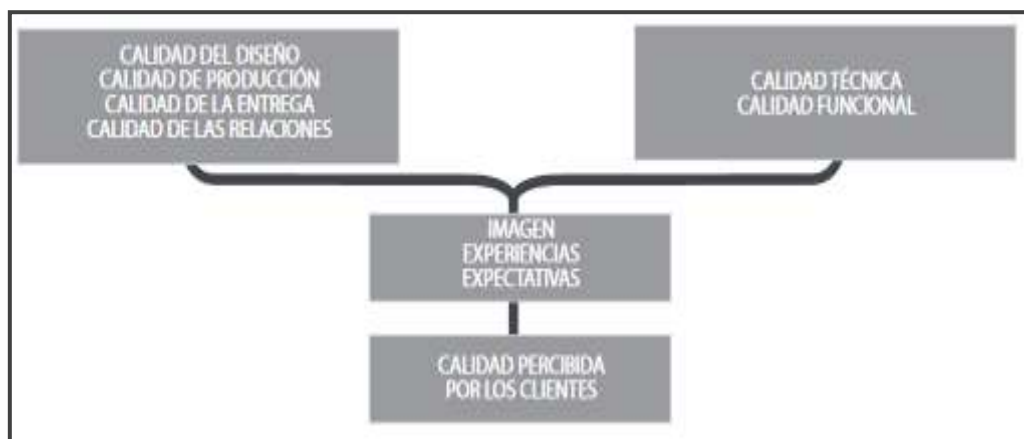 CALIDAD DEL DISEÑO
CALIDAD DE PRODUCCIÓN
CALIDAD DE LA ENTREGA
CALIDAD DE LAS RELACIONES
CALIDAD TÉCNICA
CALIDAD FUNCIONAL
IMAGEN
EXPERIENCIAS
EXPECTATIVAS
CALIDAD PERCIBIDA
POR LOS CLIENTES